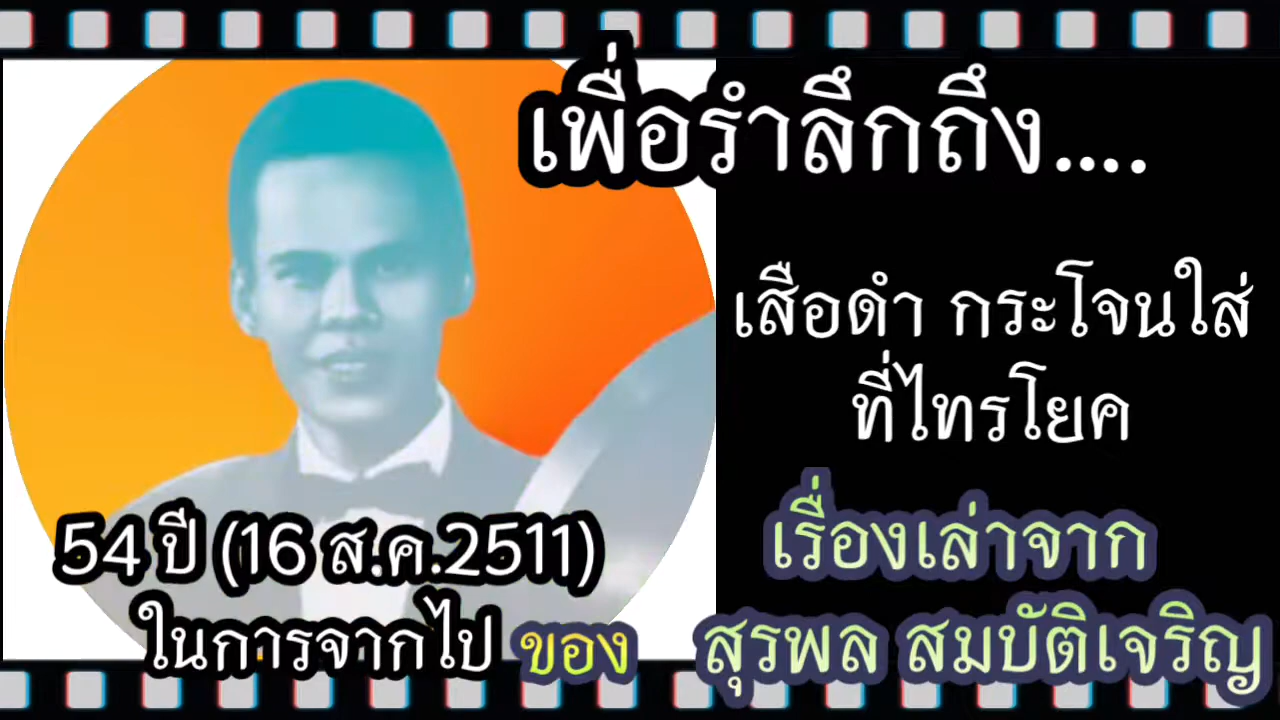 เพื่อรำลึกถึง....
เสือดำ กระโจนใส่
ที่ไทรโยค
54 ปี (16 ส.ค.2511)
ในการจากไป ของ
เรื่องเล่าจาก
สุรพล สมบัติเจริญ